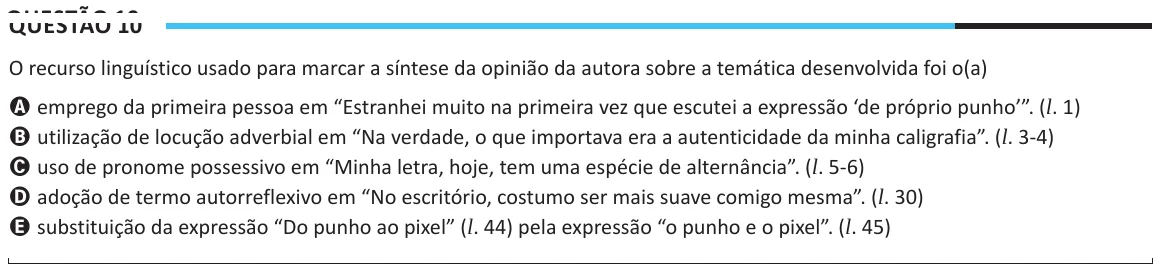 QUESTÃO 10
O recurso linguístico usado para marcar a síntese da opinião da autora sobre a temática desenvolvida foi o(a)
A emprego da primeira pessoa em “Estranhei muito na primeira vez que escutei a expressão ‘de próprio punho’”. (l. 1)
B utilização de locução adverbial em “Na verdade, o que importava era a autenticidade da minha caligrafia”. (l. 3-4)
C uso de pronome possessivo em “Minha letra, hoje, tem uma espécie de alternância”. (l. 5-6)
D adoção de termo autorreflexivo em “No escritório, costumo ser mais suave comigo mesma”. (l. 30)
E substituição da expressão “Do punho ao pixel” (l. 44) pela expressão “o punho e o pixel”. (l. 45)